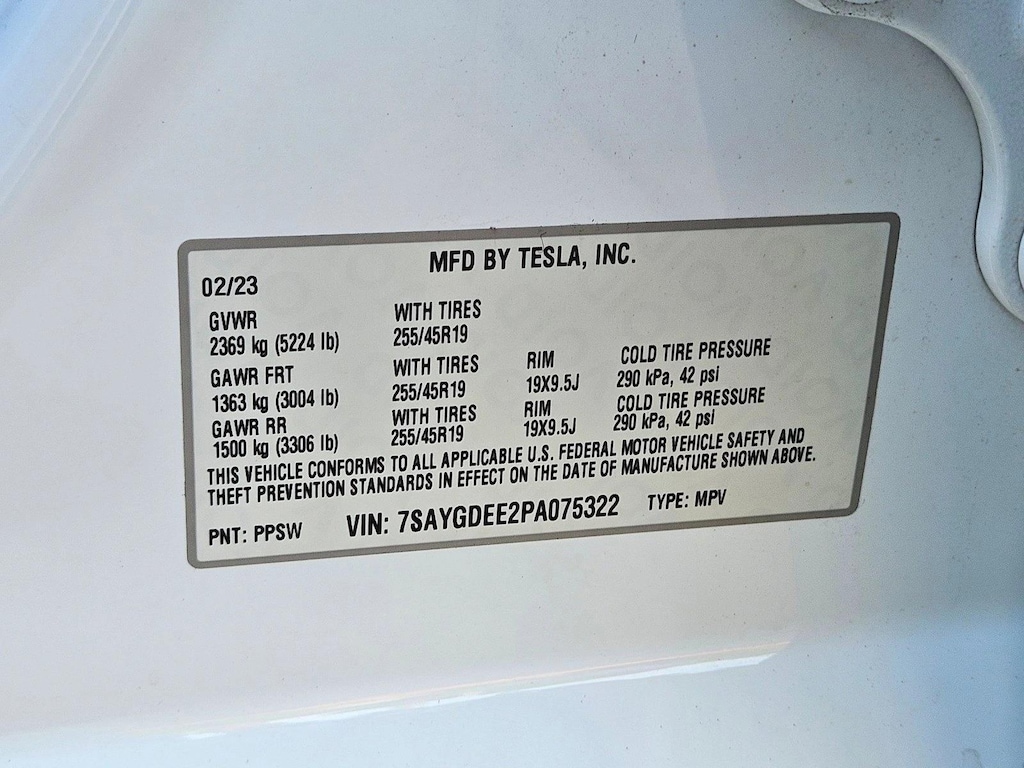 MFD BY TESLA, INC.
02/23
GVWR WITH TIRES
2369 kg (5224 lb) 255/45R19
GAWR FRT WITH TIRES RIM COLD TIRE PRESSURE
1363 kg (3004 lb) 255/45R19 19X9.5J 290 kPa, 42 psi
GAWR RR WITH TIRES RIM COLD TIRE PRESSURE
1500 kg (3306 lb) 255/45R19 19X9.5J 290 kPa, 42 psi
THIS VEHICLE CONFORMS TO ALL APPLICABLE U.S. FEDERAL MOTOR VEHICLE SAFETY AND
THEFT PREVENTION STANDARDS IN EFFECT ON THE DATE OF MANUFACTURE SHOWN ABOVE.
PNT: PPSW VIN: 7SAYGDEE2PA075322 TYPE: MPV